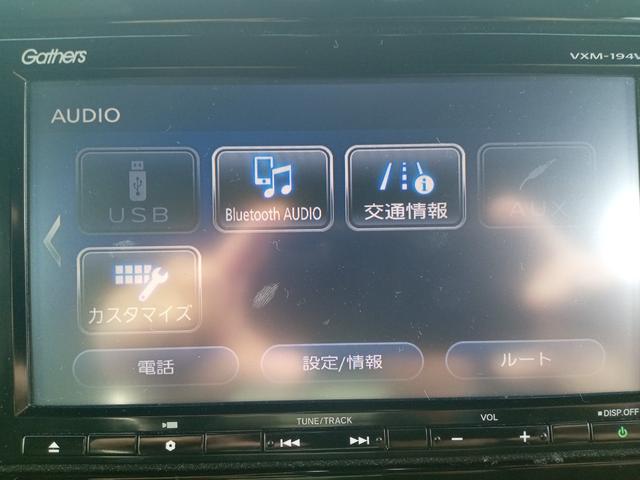 Gathers
VXM-194V
AUDIO
USB
Bluetooth AUDIO
交通情報
AUX
カスタマイズ
電話
設定/情報
ルート
TUNE/TRACK
VOL
DISP.OFF